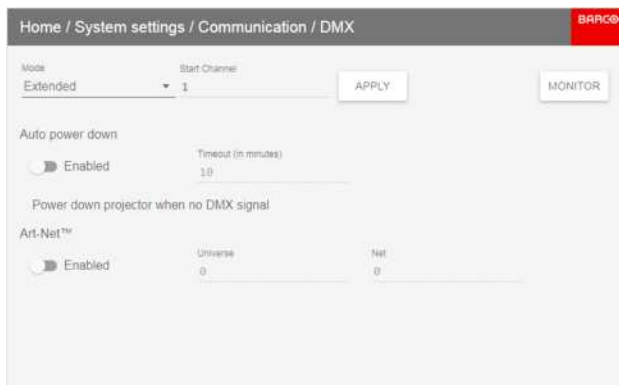 Home / System settings / Communication / DMX
BARCO
Mode
Start Channel
Extended
1
APPLY
MONITOR
Auto power down
Enabled
Timeout (in minutes)
10
Power down projector when no DMX signal
Art-Net™
Enabled
Universe
0
Net
0